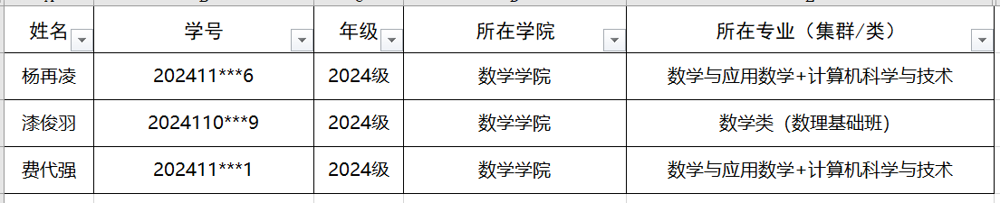 姓名 学号 年级 所在学院 所在专业（集群/类）
杨再凌 202411***6 2024级 数学学院 数学与应用数学+计算机科学与技术
漆俊羽 2024110***9 2024级 数学学院 数学类（数理基础班）
费代强 202411***1 2024级 数学学院 数学与应用数学+计算机科学与技术